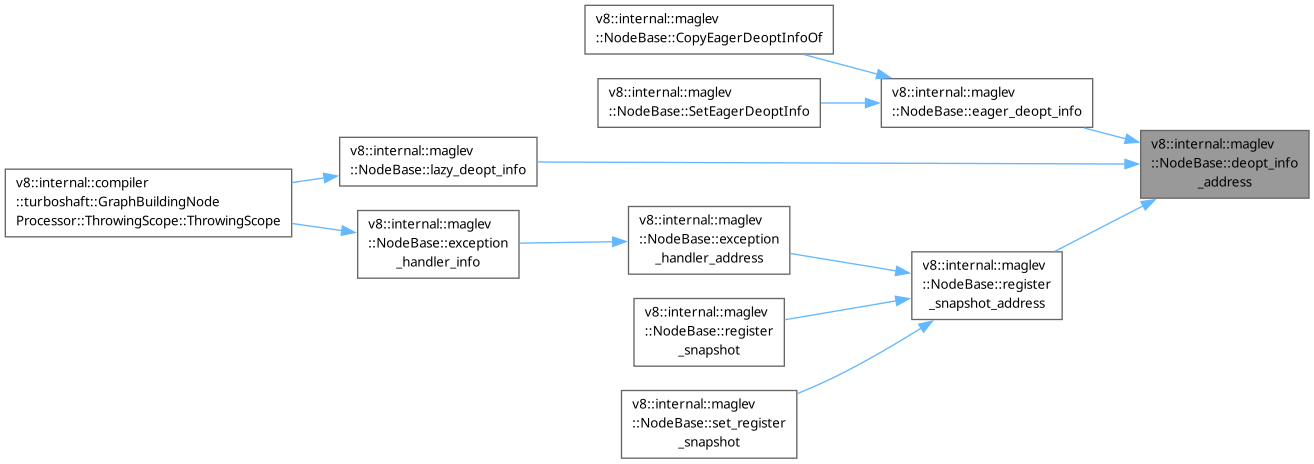 v8::internal::maglev
::NodeBase::CopyEagerDeoptInfoOf
v8::internal::maglev
::NodeBase::SetEagerDeoptInfo
v8::internal::maglev
::NodeBase::eager_deopt_info
v8::internal::maglev
::NodeBase::deopt_info
_address
v8::internal::maglev
::NodeBase::lazy_deopt_info
v8::internal::compiler
::turboshaft::GraphBuildingNode
Processor::ThrowingScope::ThrowingScope
v8::internal::maglev
::NodeBase::exception
_handler_info
v8::internal::maglev
::NodeBase::exception
_handler_address
v8::internal::maglev
::NodeBase::register
_snapshot_address
v8::internal::maglev
::NodeBase::register
_snapshot
v8::internal::maglev
::NodeBase::set_register
_snapshot